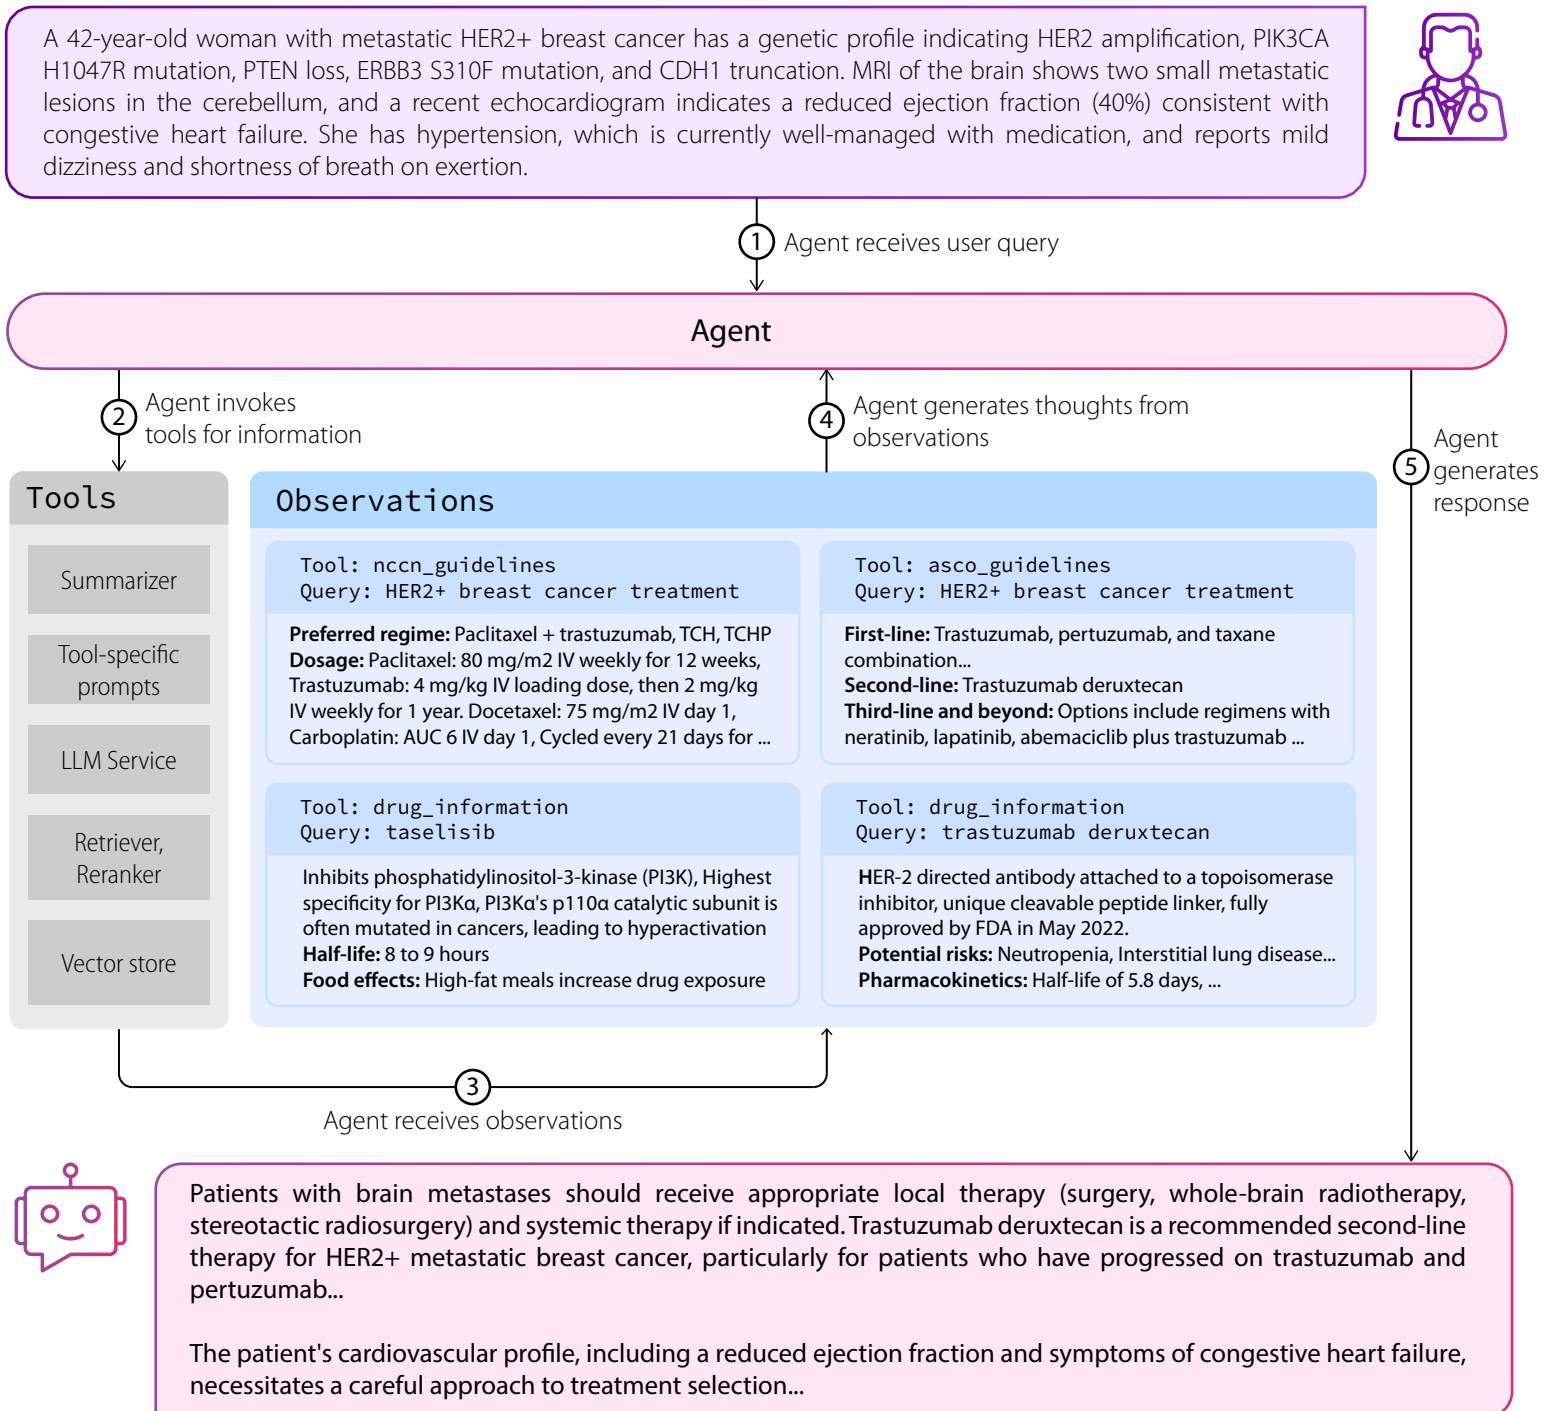 A 42-year-old woman with metastatic HER2+ breast cancer has a genetic profile indicating HER2 amplification, PIK3CA
H1047R mutation, PTEN loss, ERBB3 S310F mutation, and CDH1 truncation. MRI of the brain shows two small metastatic
lesions in the cerebellum, and a recent echocardiogram indicates a reduced ejection fraction (40%) consistent with
congestive heart failure. She has hypertension, which is currently well-managed with medication, and reports mild
dizziness and shortness of breath on exertion.
1 Agent receives user query
Agent
2 Agent invokes
tools for information
4 Agent generates thoughts from
observations
5 Agent
generates
response
Tools
Summarizer
Tool-specific
prompts
LLM Service
Retriever,
Reranker
Vector store
Observations
Tool: nccn_guidelines
Query: HER2+ breast cancer treatment
Preferred regime: Paclitaxel + trastuzumab, TCH, TCHP
Dosage: Paclitaxel: 80 mg/m2 IV weekly for 12 weeks,
Trastuzumab: 4 mg/kg IV loading dose, then 2 mg/kg
IV weekly for 1 year. Docetaxel: 75 mg/m2 IV day 1,
Carboplatin: AUC 6 IV day 1, Cycled every 21 days for ...
Tool: asco_guidelines
Query: HER2+ breast cancer treatment
First-line: Trastuzumab, pertuzumab, and taxane
combination...
Second-line: Trastuzumab deruxtecan
Third-line and beyond: Options include regimens with
neratinib, lapatinib, abemaciclib plus trastuzumab ...
Tool: drug_information
Query: taselisib
Inhibits phosphatidylinositol-3-kinase (PI3K), Highest
specificity for PI3Kα, PI3Kα's p110α catalytic subunit is
often mutated in cancers, leading to hyperactivation
Half-life: 8 to 9 hours
Food effects: High-fat meals increase drug exposure
Tool: drug_information
Query: trastuzumab deruxtecan
HER-2 directed antibody attached to a topoisomerase
inhibitor, unique cleavable peptide linker, fully
approved by FDA in May 2022.
Potential risks: Neutropenia, Interstitial lung disease...
Pharmacokinetics: Half-life of 5.8 days, ...
3
Agent receives observations
Patients with brain metastases should receive appropriate local therapy (surgery, whole-brain radiotherapy,
stereotactic radiosurgery) and systemic therapy if indicated. Trastuzumab deruxtecan is a recommended second-line
therapy for HER2+ metastatic breast cancer, particularly for patients who have progressed on trastuzumab and
pertuzumab...
The patient's cardiovascular profile, including a reduced ejection fraction and symptoms of congestive heart failure,
necessitates a careful approach to treatment selection...